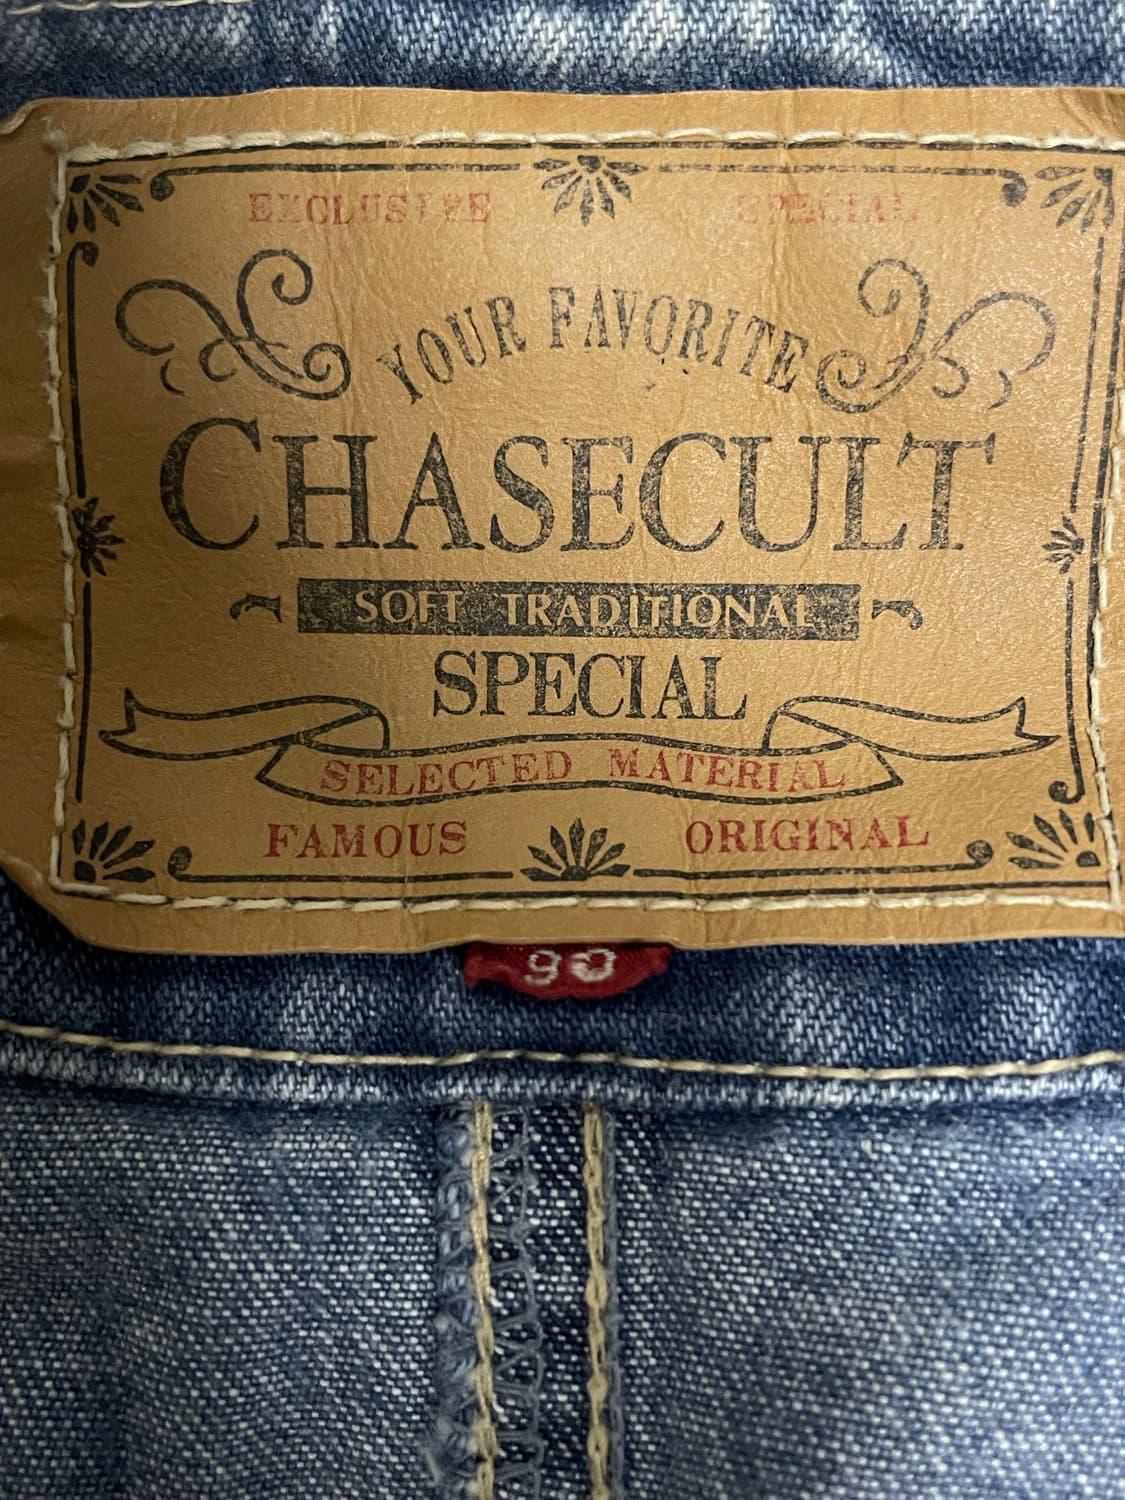 EXCLUSIVE SPECIAL
YOUR FAVORITE
CHASECULT
SOFT TRADITIONAL
SPECIAL
SELECTED MATERIAL
FAMOUS ORIGINAL
90